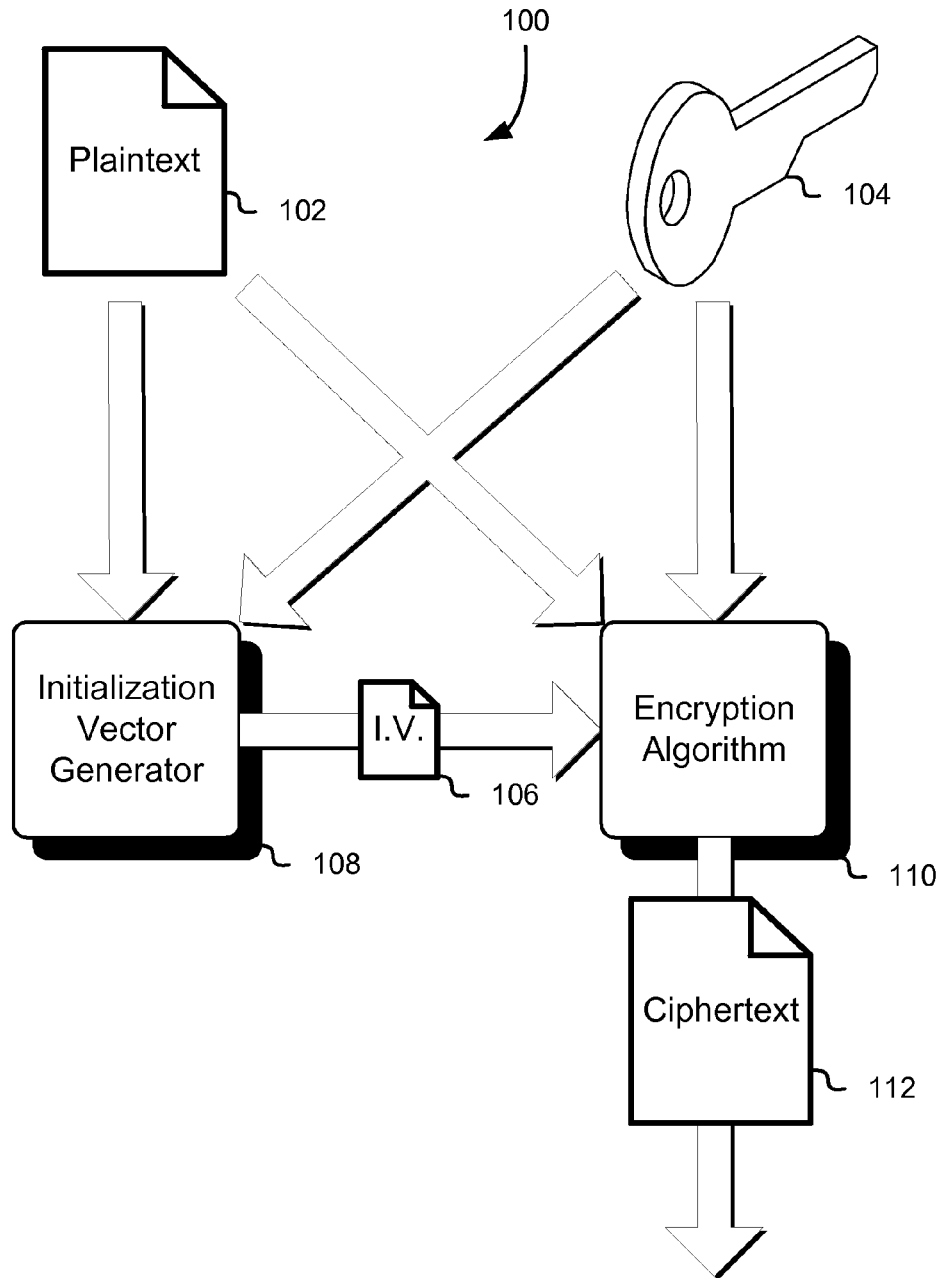 100
Plaintext
102
104
Initialization
Vector
Generator
I.V.
Encryption
Algorithm
106
108
110
Ciphertext
112